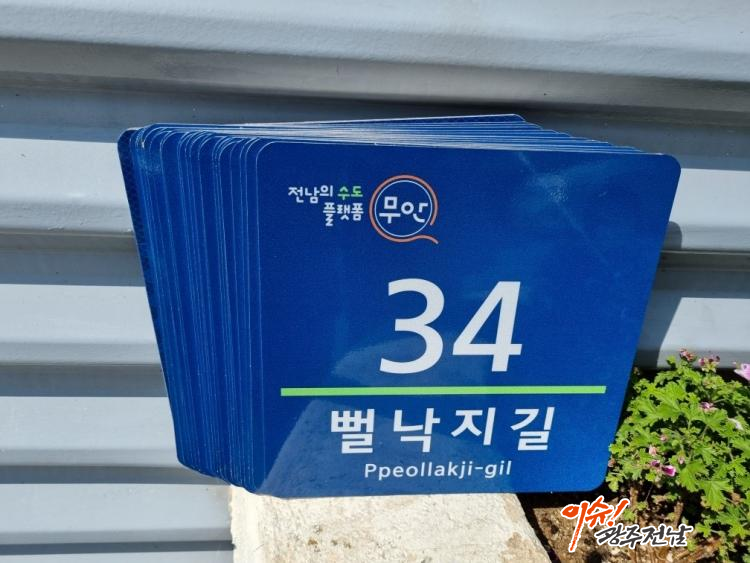 전남의 수도
플랫폼
무안
34
뻘낙지길
Ppeollakji-gil
이슈!
광주전남